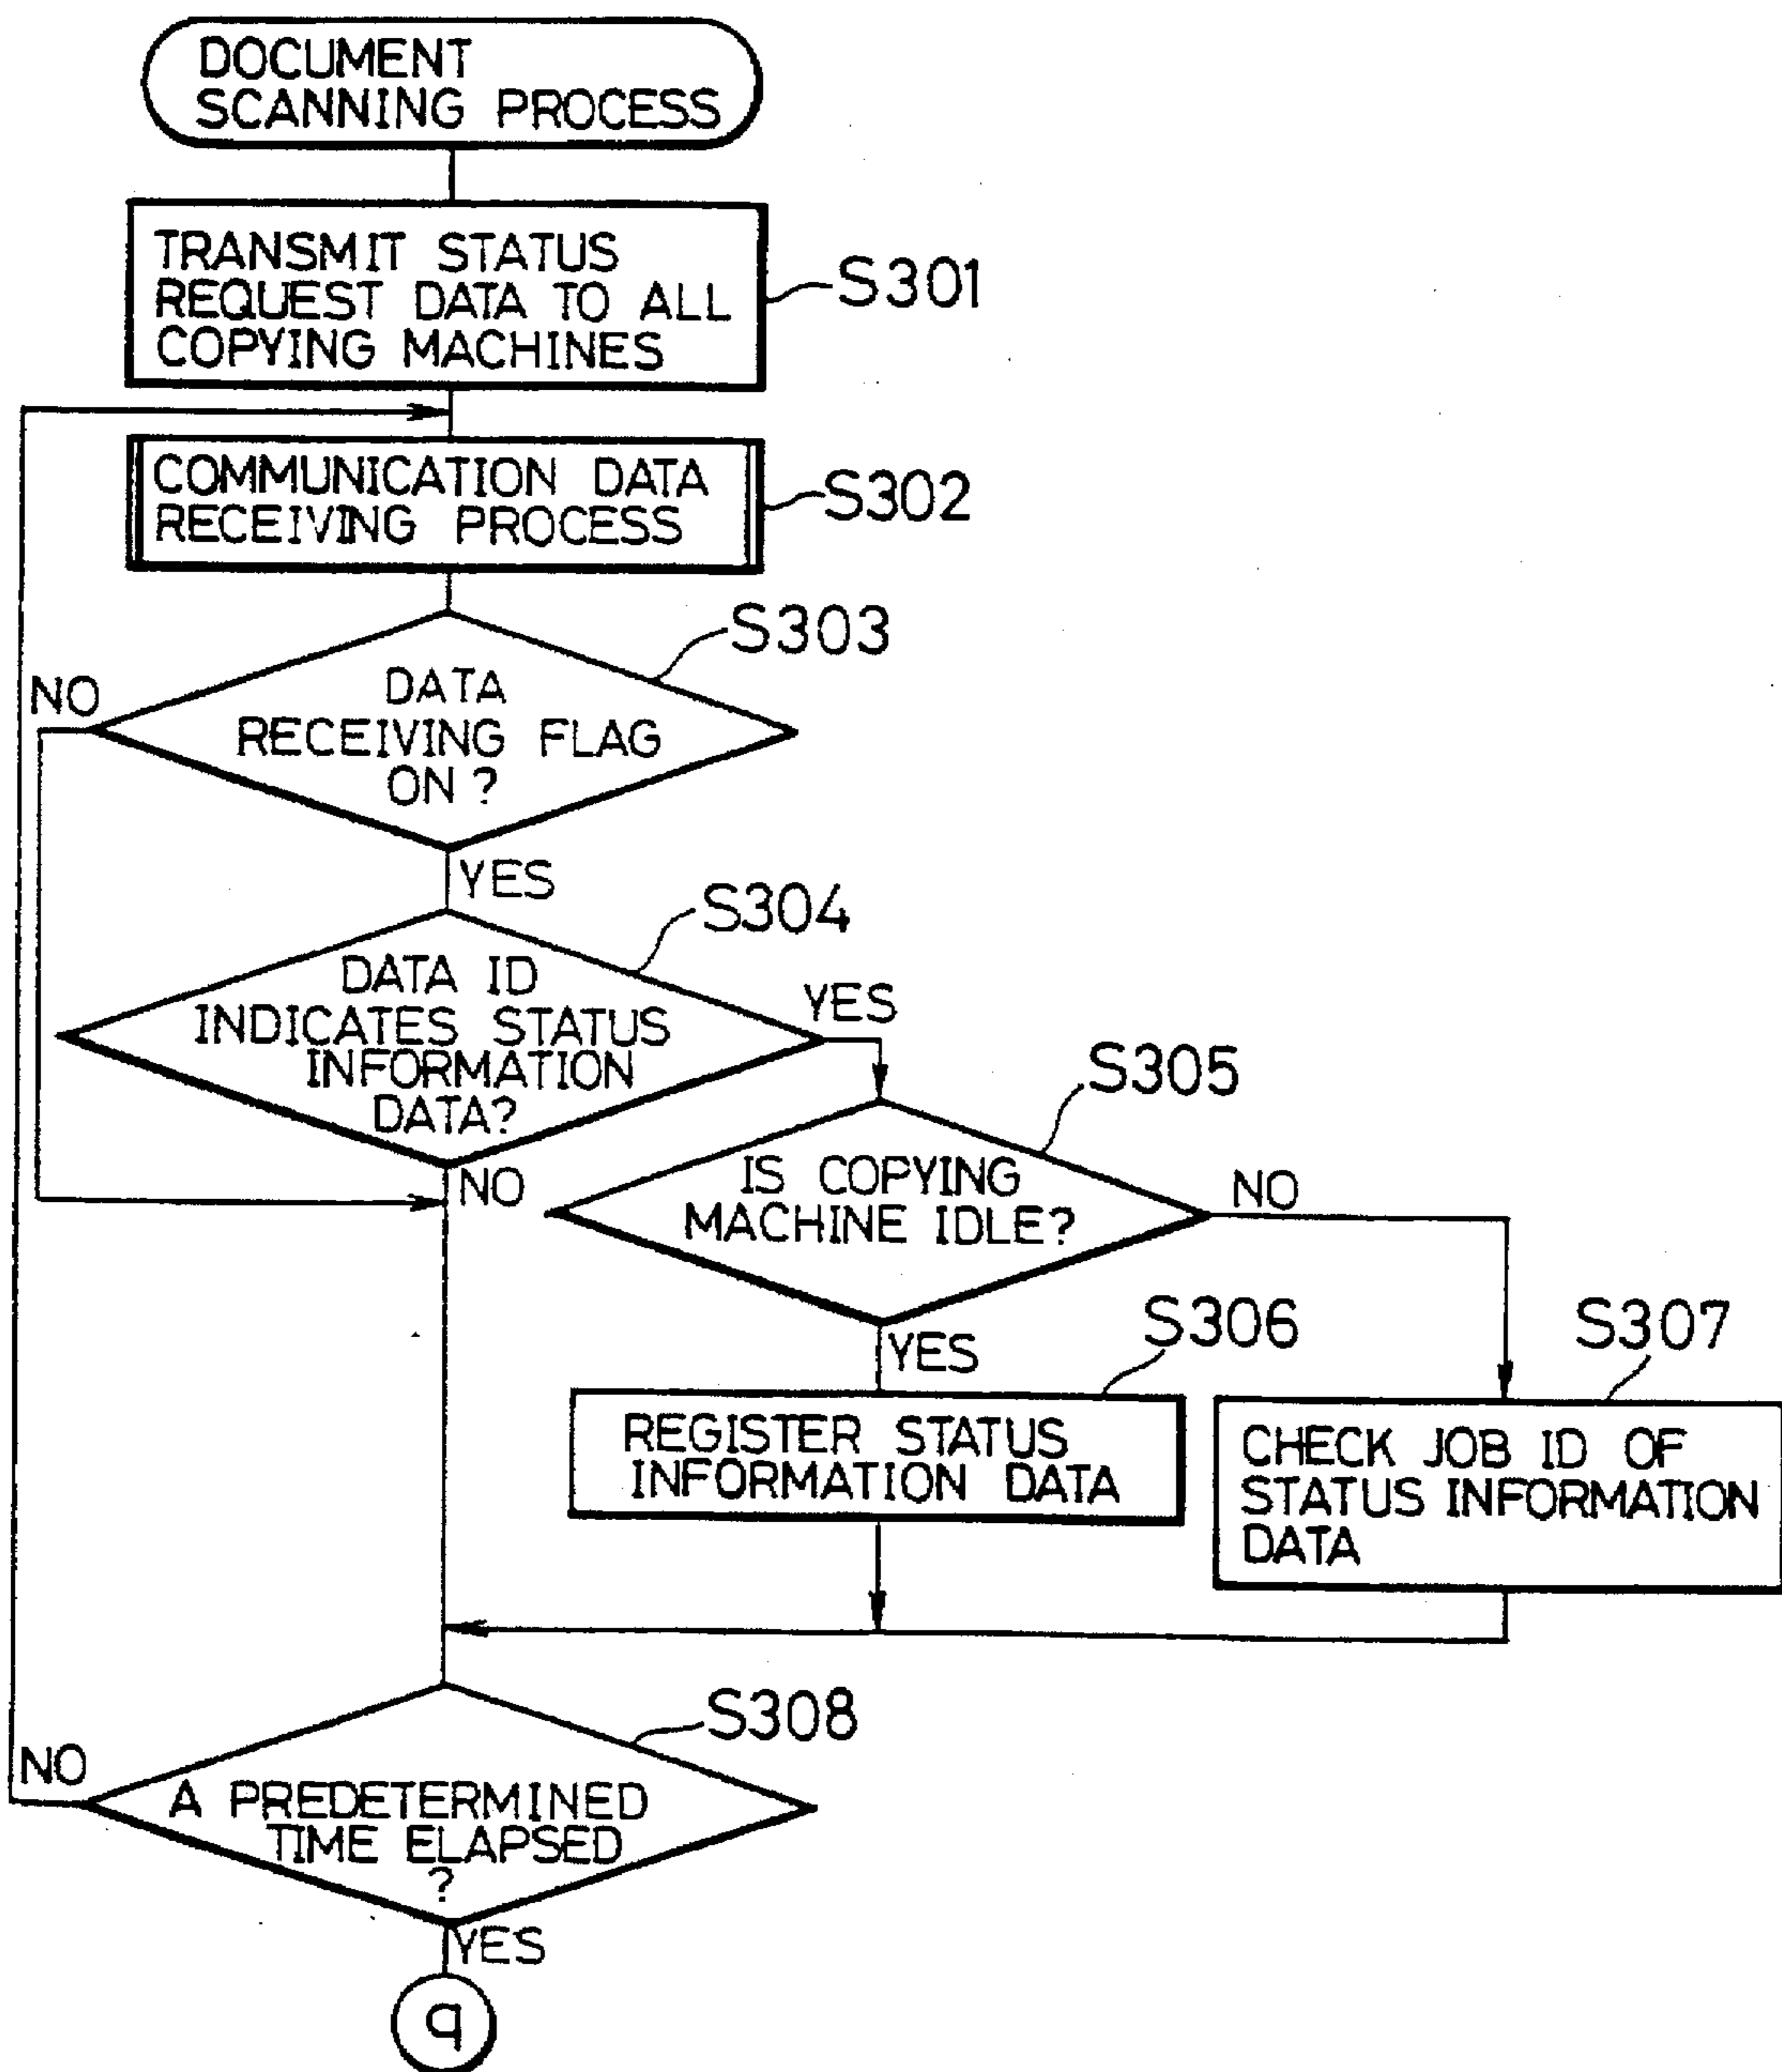 DOCUMENT
SCANNING PROCESS
TRANSMIT STATUS
REQUEST DATA TO ALL
COPYING MACHINES
S301
COMMUNICATION DATA
RECEIVING PROCESS
S302
S303
NO
DATA
RECEIVING FLAG
ON ?
YES
S304
DATA ID
INDICATES STATUS
INFORMATION
DATA?
YES
NO
S305
IS COPYING
MACHINE IDLE?
NO
YES
S306
REGISTER STATUS
INFORMATION DATA
S307
CHECK JOB ID OF
STATUS INFORMATION
DATA
S308
NO
A PREDETERMINED
TIME ELAPSED
?
YES
q